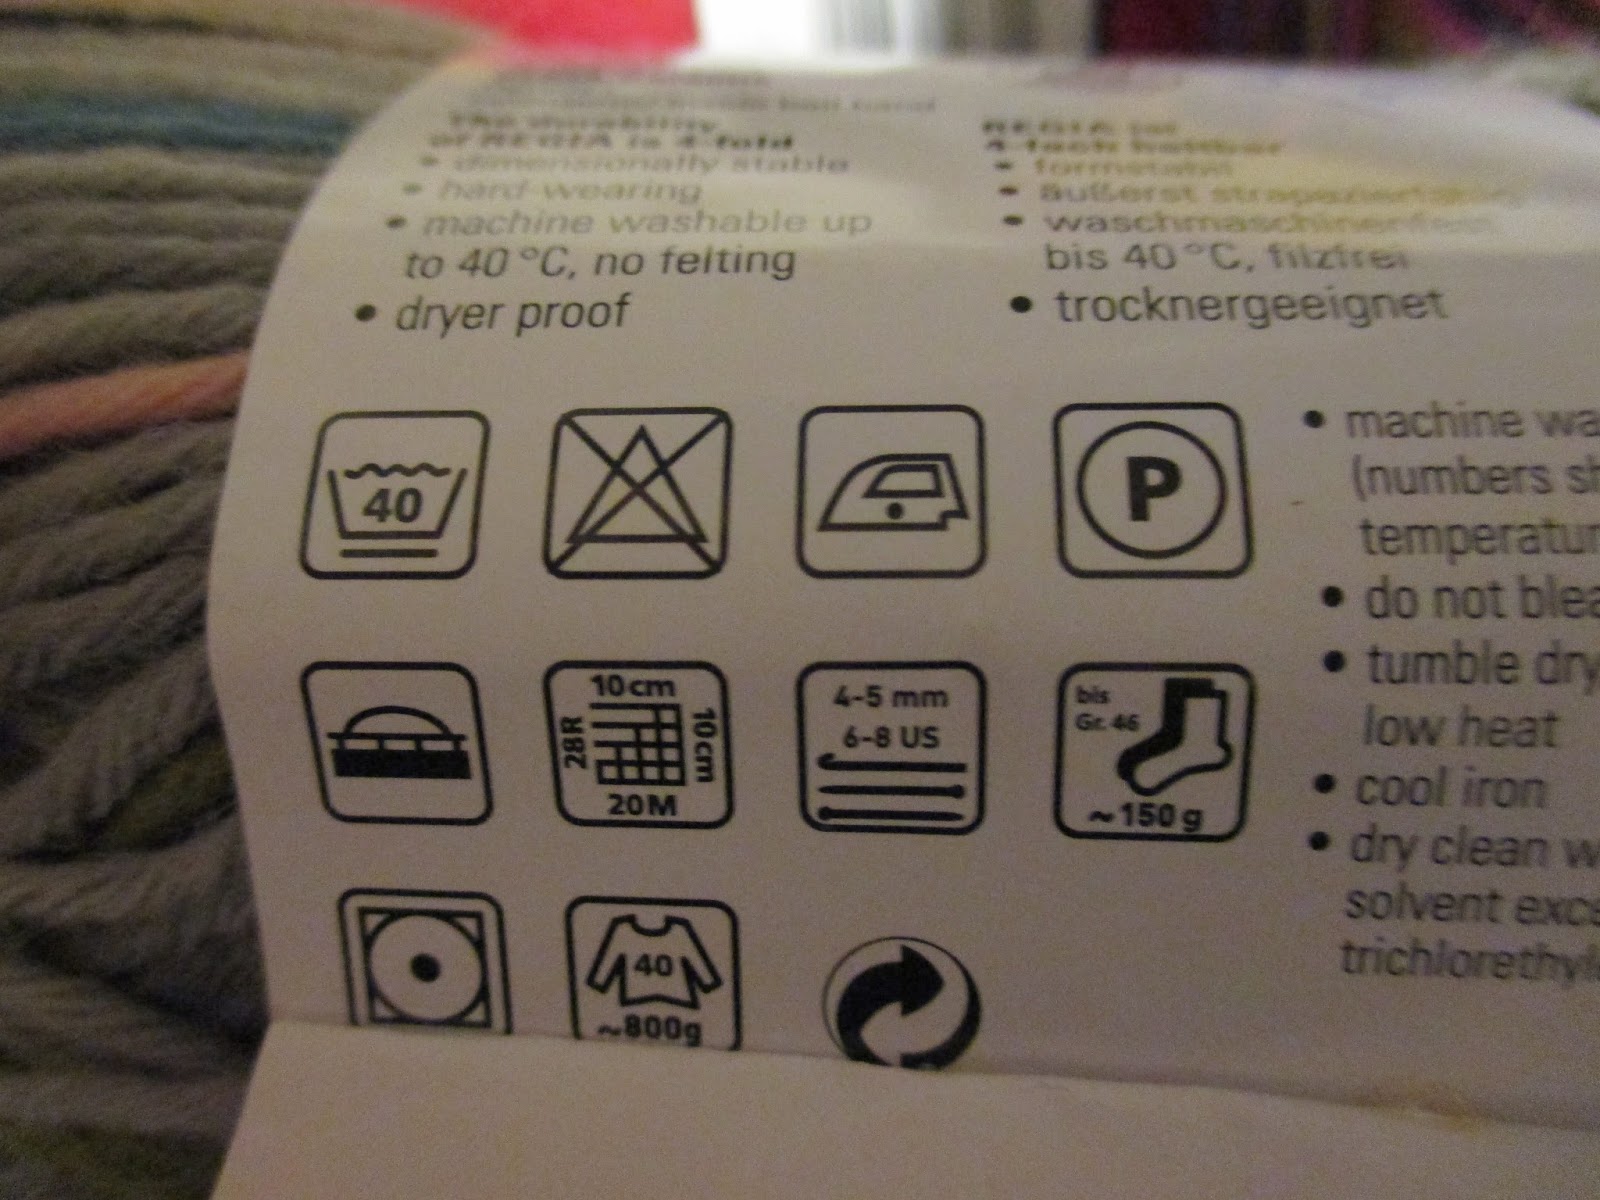 The durability
of REGIA is 4-fold
• dimensionally stable
• hard-wearing
• machine washable up
to 40 °C, no felting
• dryer proof
REGIA ist
4-fach haltbar
• formstabil
• äußerst
• waschmaschinenfest
bis 40 °C, filzfrei
• trocknergeeignet
40
P
10 cm
28R
10cm
20M
4-5 mm
6-8 US
bis
Gr. 46
~150 g
40
~800g
• machine wa
(numbers sh
temperatur
• do not blea
• tumble dry
low heat
• cool iron
• dry clean w
solvent exce
trichlorethyle